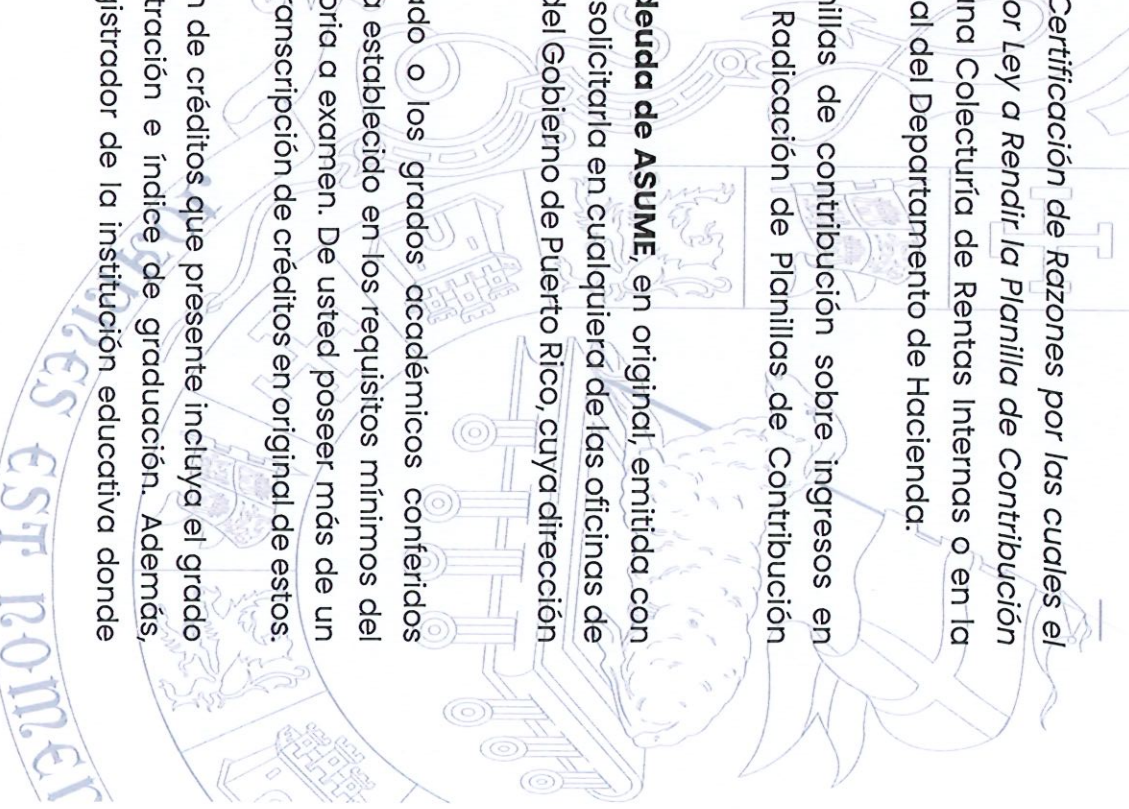 Certificación de Razones por las cuales el
or Ley a Rendir la Planilla de Contribución
una Colecturía de Rentas Internas o en la
al del Departamento de Hacienda.
nillas de contribución sobre ingresos en
Radicación de Planillas de Contribución
deuda de ASUME, en original, emitida con
solicitarla en cualquiera de las oficinas de
del Gobierno de Puerto Rico, cuya dirección
ado o los grados académicos conferidos
a establecido en los requisitos mínimos del
oria a examen. De usted poseer más de un
ranscripción de créditos en original de estos.
n de créditos que presente incluya el grado
tración e índice de graduación. Además,
gistrador de la institución educativa donde
EST NOMEN